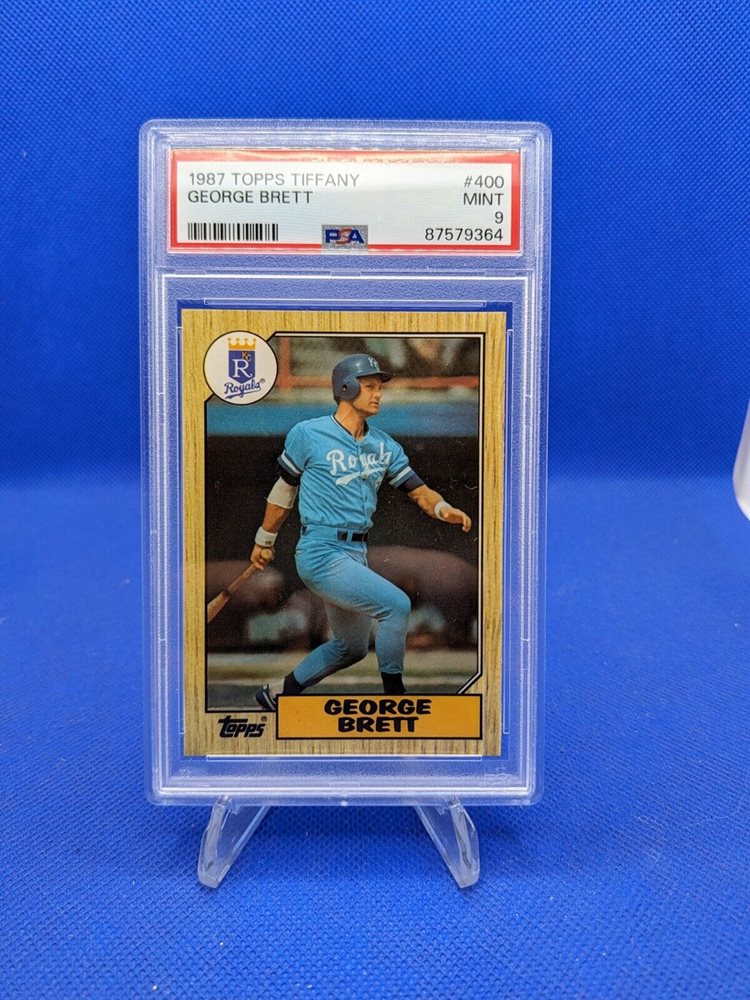 1987 TOPPS TIFFANY #400
GEORGE BRETT MINT
9
PSA 87579364
KC
R
Royals®
R
Royals
Topps®
GEORGE
BRETT